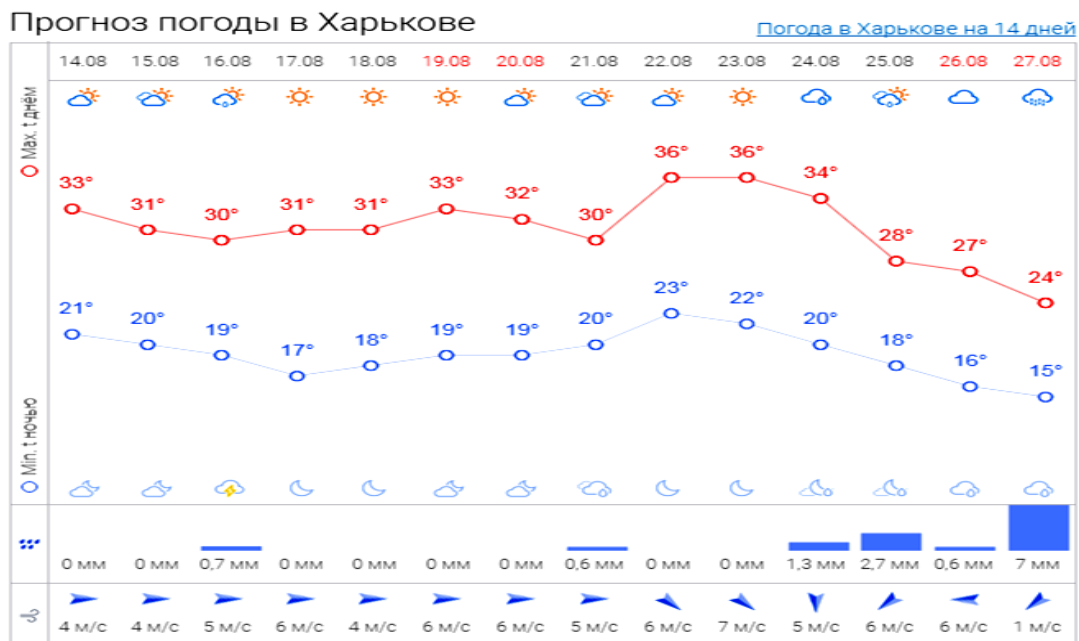 Прогноз погоды в Харькове
Погода в Харькове на 14 дней
14.08 15.08 16.08 17.08 18.08 19.08 20.08 21.08 22.08 23.08 24.08 25.08 26.08 27.08
Max. t днём
33° 31° 30° 31° 31° 33° 32° 30° 36° 36° 34° 28° 27° 24°
21° 20° 19° 17° 18° 19° 19° 20° 23° 22° 20° 18° 16° 15°
Min. t ночью
0 мм 0 мм 0,7 мм 0 мм 0 мм 0 мм 0 мм 0,6 мм 0 мм 0 мм 1,3 мм 2,7 мм 0,6 мм 7 мм
4 м/с 4 м/с 5 м/с 6 м/с 4 м/с 6 м/с 6 м/с 5 м/с 6 м/с 7 м/с 5 м/с 6 м/с 6 м/с 1 м/с